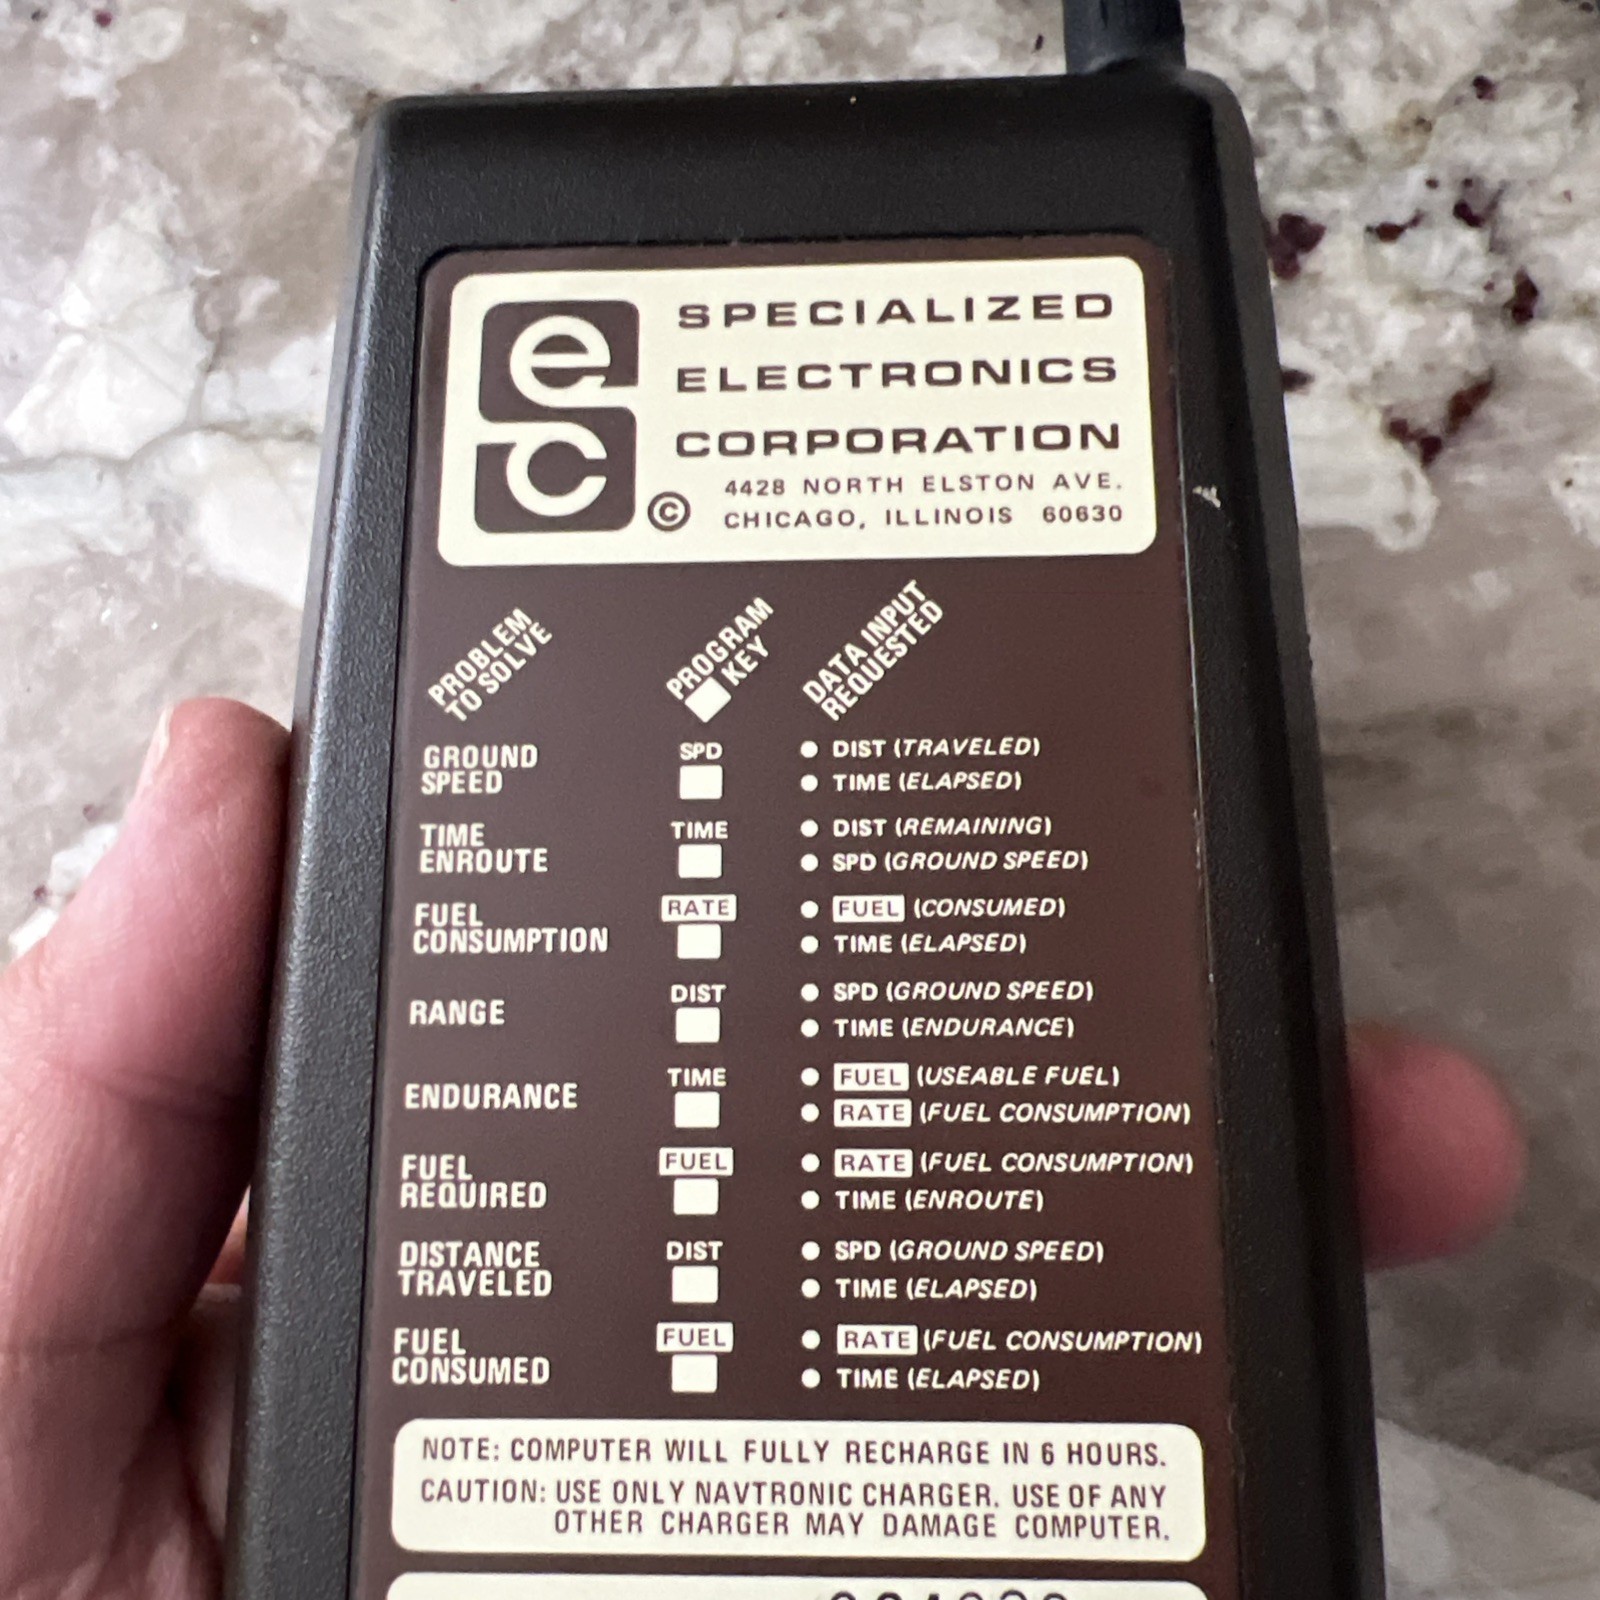 ec
SPECIALIZED
ELECTRONICS
CORPORATION
© 4428 NORTH ELSTON AVE.
CHICAGO, ILLINOIS 60630
PROBLEM
TO SOLVE
PROGRAM
KEY
DATA INPUT
REQUESTED
GROUND
SPEED
SPD
DIST (TRAVELED)
TIME (ELAPSED)
TIME
ENROUTE
TIME
DIST (REMAINING)
SPD (GROUND SPEED)
FUEL
CONSUMPTION
RATE
FUEL (CONSUMED)
TIME (ELAPSED)
RANGE
DIST
SPD (GROUND SPEED)
TIME (ENDURANCE)
ENDURANCE
TIME
FUEL (USEABLE FUEL)
RATE (FUEL CONSUMPTION)
FUEL
REQUIRED
FUEL
RATE (FUEL CONSUMPTION)
TIME (ENROUTE)
DISTANCE
TRAVELED
DIST
SPD (GROUND SPEED)
TIME (ELAPSED)
FUEL
CONSUMED
FUEL
RATE (FUEL CONSUMPTION)
TIME (ELAPSED)
NOTE: COMPUTER WILL FULLY RECHARGE IN 6 HOURS.
CAUTION: USE ONLY NAVTRONIC CHARGER. USE OF ANY
OTHER CHARGER MAY DAMAGE COMPUTER.